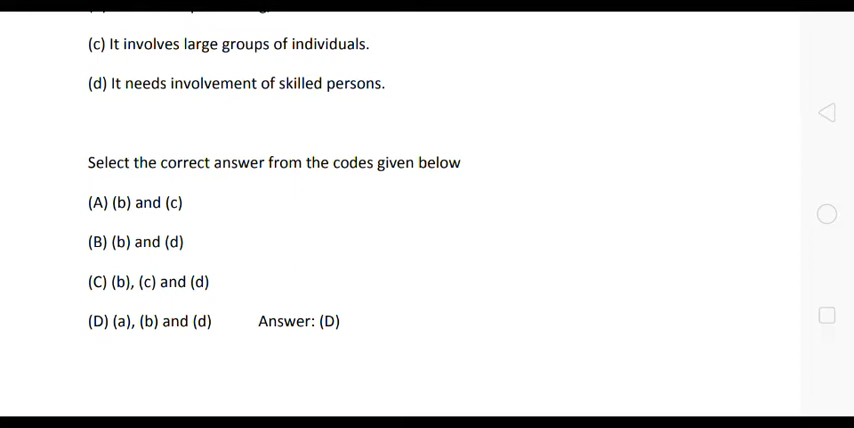 (c) It involves large groups of individuals.
(d) It needs involvement of skilled persons.
Select the correct answer from the codes given below
(A) (b) and (c)
(B) (b) and (d)
(C) (b), (c) and (d)
(D) (a), (b) and (d) Answer: (D)